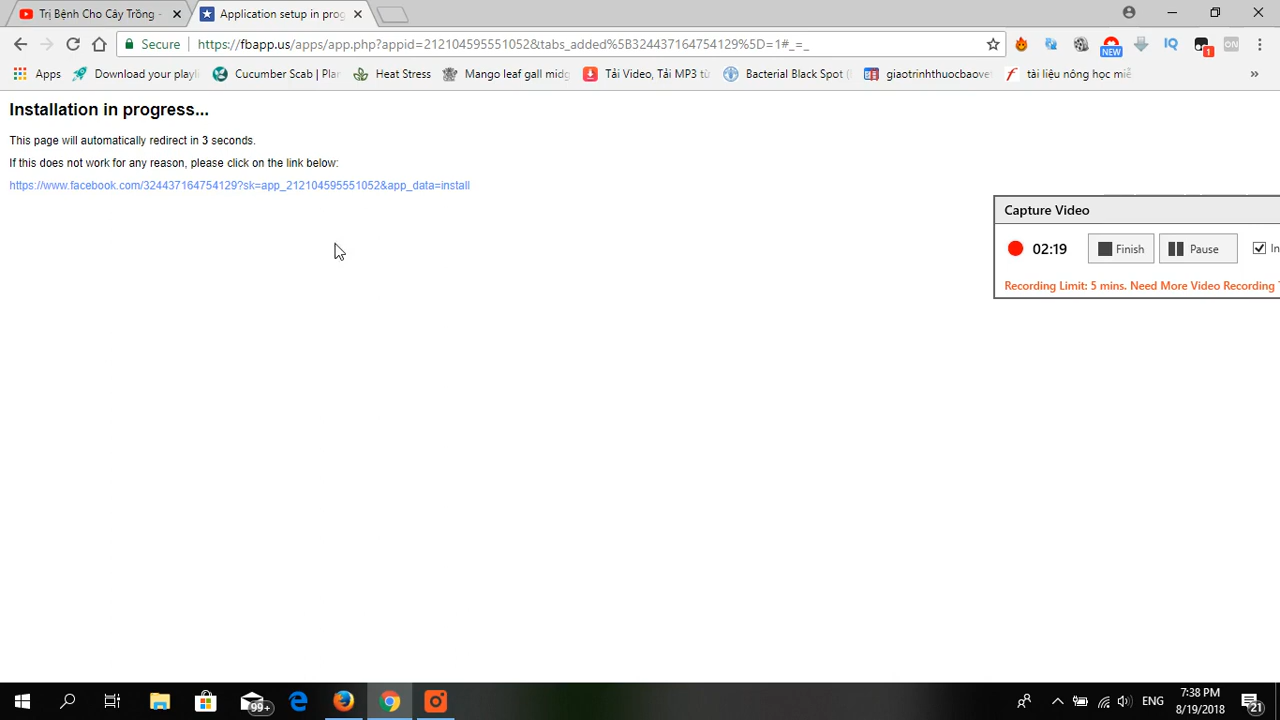 Trị Bệnh Cho Cây Trồng -
Application setup in prog
Secure
https://fbapp.us/apps/app.php?appid=212104595551052&tabs_added%5B324437164754129%5D=1#_=_
NEW
IQ
1
ON
Apps
Download your playli
Cucumber Scab | Plan
Heat Stress
Mango leaf gall midg
Tải Video, Tải MP3 từ
Bacterial Black Spot (
giaotrinhthuocbaove
tài liệu nông học miễ
»
Installation in progress...
This page will automatically redirect in 3 seconds.
If this does not work for any reason, please click on the link below:
https://www.facebook.com/324437164754129?sk=app_212104595551052&app_data=install
Capture Video
02:19
Finish
Pause
In
Recording Limit: 5 mins. Need More Video Recording T
99+
ENG
7:38 PM
8/19/2018
21